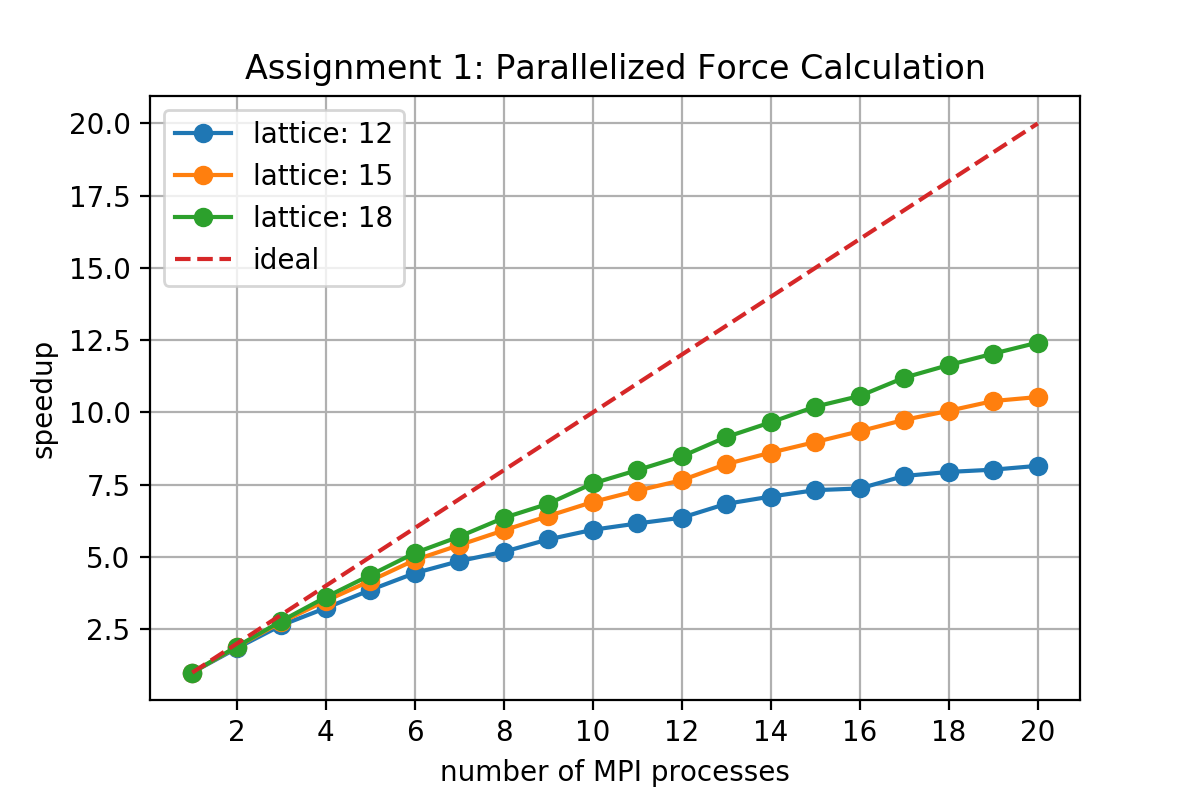 Assignment 1: Parallelized Force Calculation
20.0
17.5
15.0
12.5
10.0
7.5
5.0
2.5
speedup
lattice: 12
lattice: 15
lattice: 18
ideal
2 4 6 8 10 12 14 16 18 20
number of MPI processes